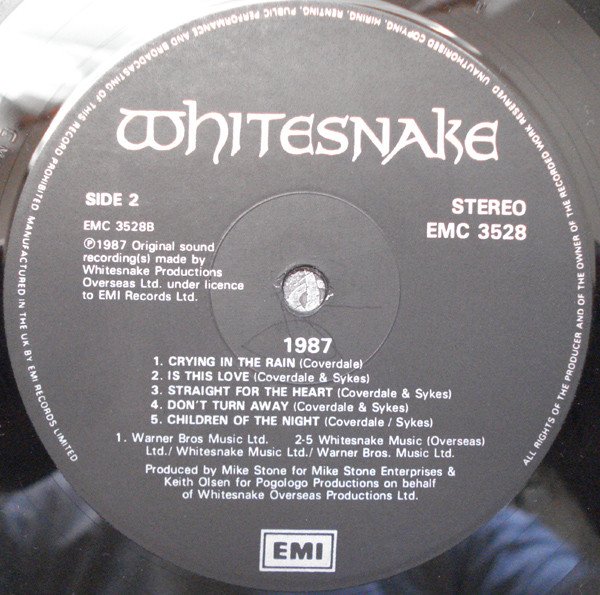 WHITESNAKE
SIDE 2
STEREO
EMC 3528B
EMC 3528
℗1987 Original sound
recording(s) made by
Whitesnake Productions
Overseas Ltd. under licence
to EMI Records Ltd.
1987
1. CRYING IN THE RAIN (Coverdale)
2. IS THIS LOVE (Coverdale & Sykes)
3. STRAIGHT FOR THE HEART (Coverdale & Sykes)
4. DON'T TURN AWAY (Coverdale & Sykes)
5. CHILDREN OF THE NIGHT (Coverdale / Sykes)
1. Warner Bros Music Ltd. 2-5 Whitesnake Music (Overseas)
Ltd./ Whitesnake Music Ltd./ Warner Bros. Music Ltd.
Produced by Mike Stone for Mike Stone Enterprises &
Keith Olsen for Pogologo Productions on behalf
of Whitesnake Overseas Productions Ltd.
EMI
MANUFACTURED IN THE UK BY EMI RECORDS LIMITED
ALL RIGHTS OF THE PRODUCER AND OF THE OWNER OF THE RECORDED WORK RESERVED UNAUTHORISED COPYING, HIRING, RENTING, PUBLIC PERFORMANCE AND BROADCASTING OF THIS RECORD PROHIBITED